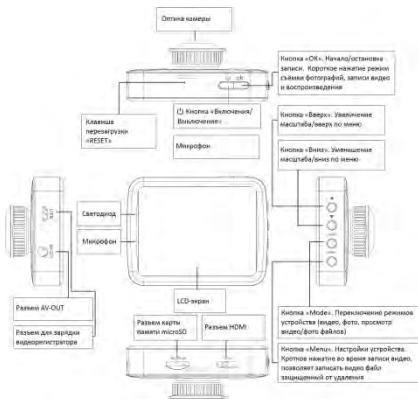 Оптика камеры
Кнопка «ОК». Начало/остановка
записи. Короткое нажатие режим
съёмки фотографий, записи видео
и воспроизведения
Клавиша
перезагрузки
«RESET»
Кнопка «Включения/
Выключения»
Микрофон
Кнопка «Вверх». Увеличение
масштаба/вверх по меню
Кнопка «Вниз». Уменьшение
масштаба/вниз по меню
Светодиод
Микрофон
LCD-экран
Разъем AV-OUT
Разъем для зарядки
видеорегистратора
Разъем карты
памяти microSD
Разъем HDMI
Кнопка «Mode». Переключение режимов
устройства (видео, фото, просмотр
видео/фото файлов)
Кнопка «Menu». Настройки устройства.
Кроткое нажатие во время записи видео,
позволяет записать видео файл
защищенный от удаления